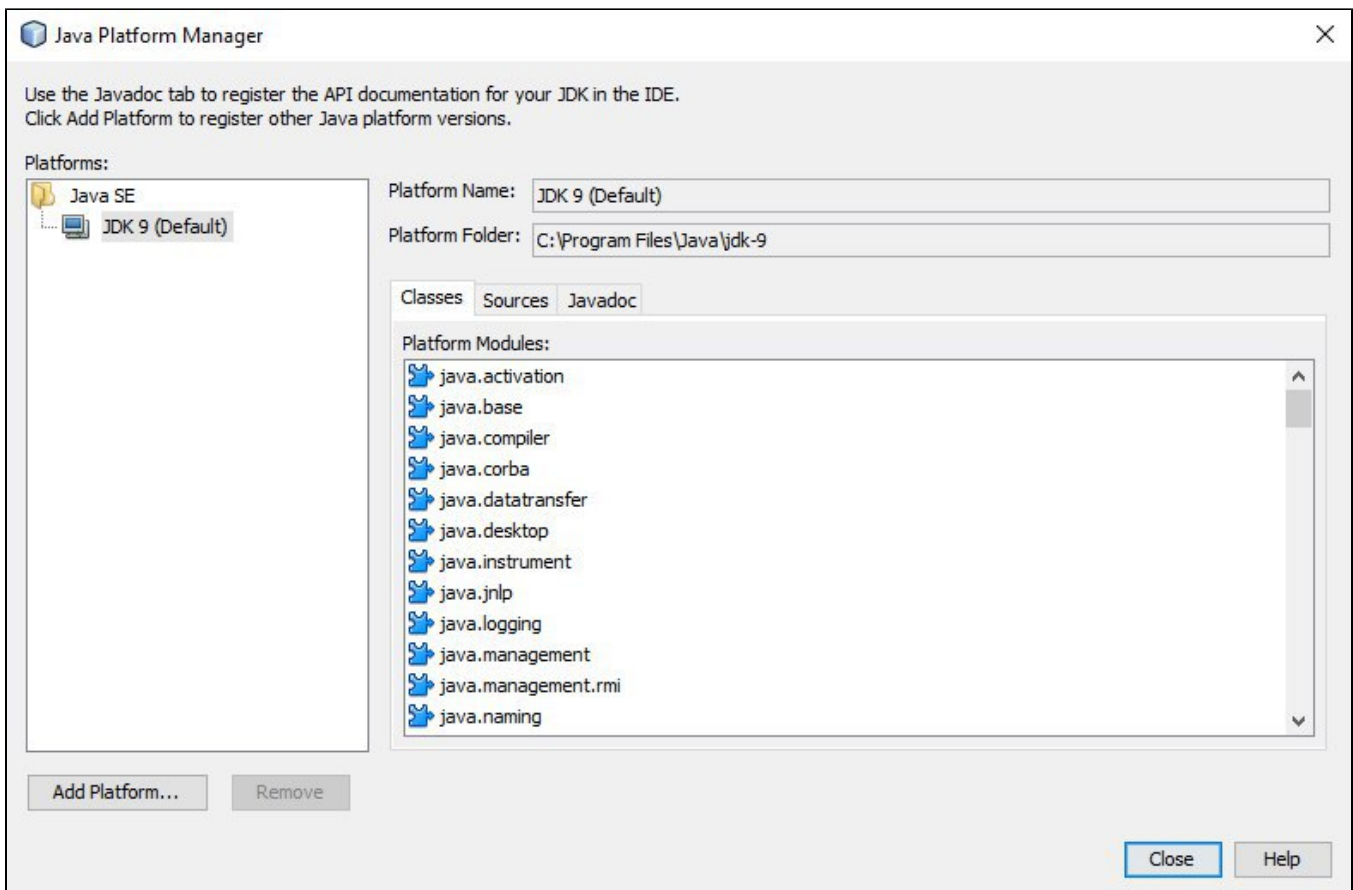 Java Platform Manager
Use the Javadoc tab to register the API documentation for your JDK in the IDE.
Click Add Platform to register other Java platform versions.
Platforms:
Java SE
JDK 9 (Default)
Platform Name: JDK 9 (Default)
Platform Folder: C:\Program Files\Java\jdk-9
Classes Sources Javadoc
Platform Modules:
java.activation
java.base
java.compiler
java.corba
java.datatransfer
java.desktop
java.instrument
java.jnlp
java.logging
java.management
java.management.rmi
java.naming
Add Platform... Remove
Close Help